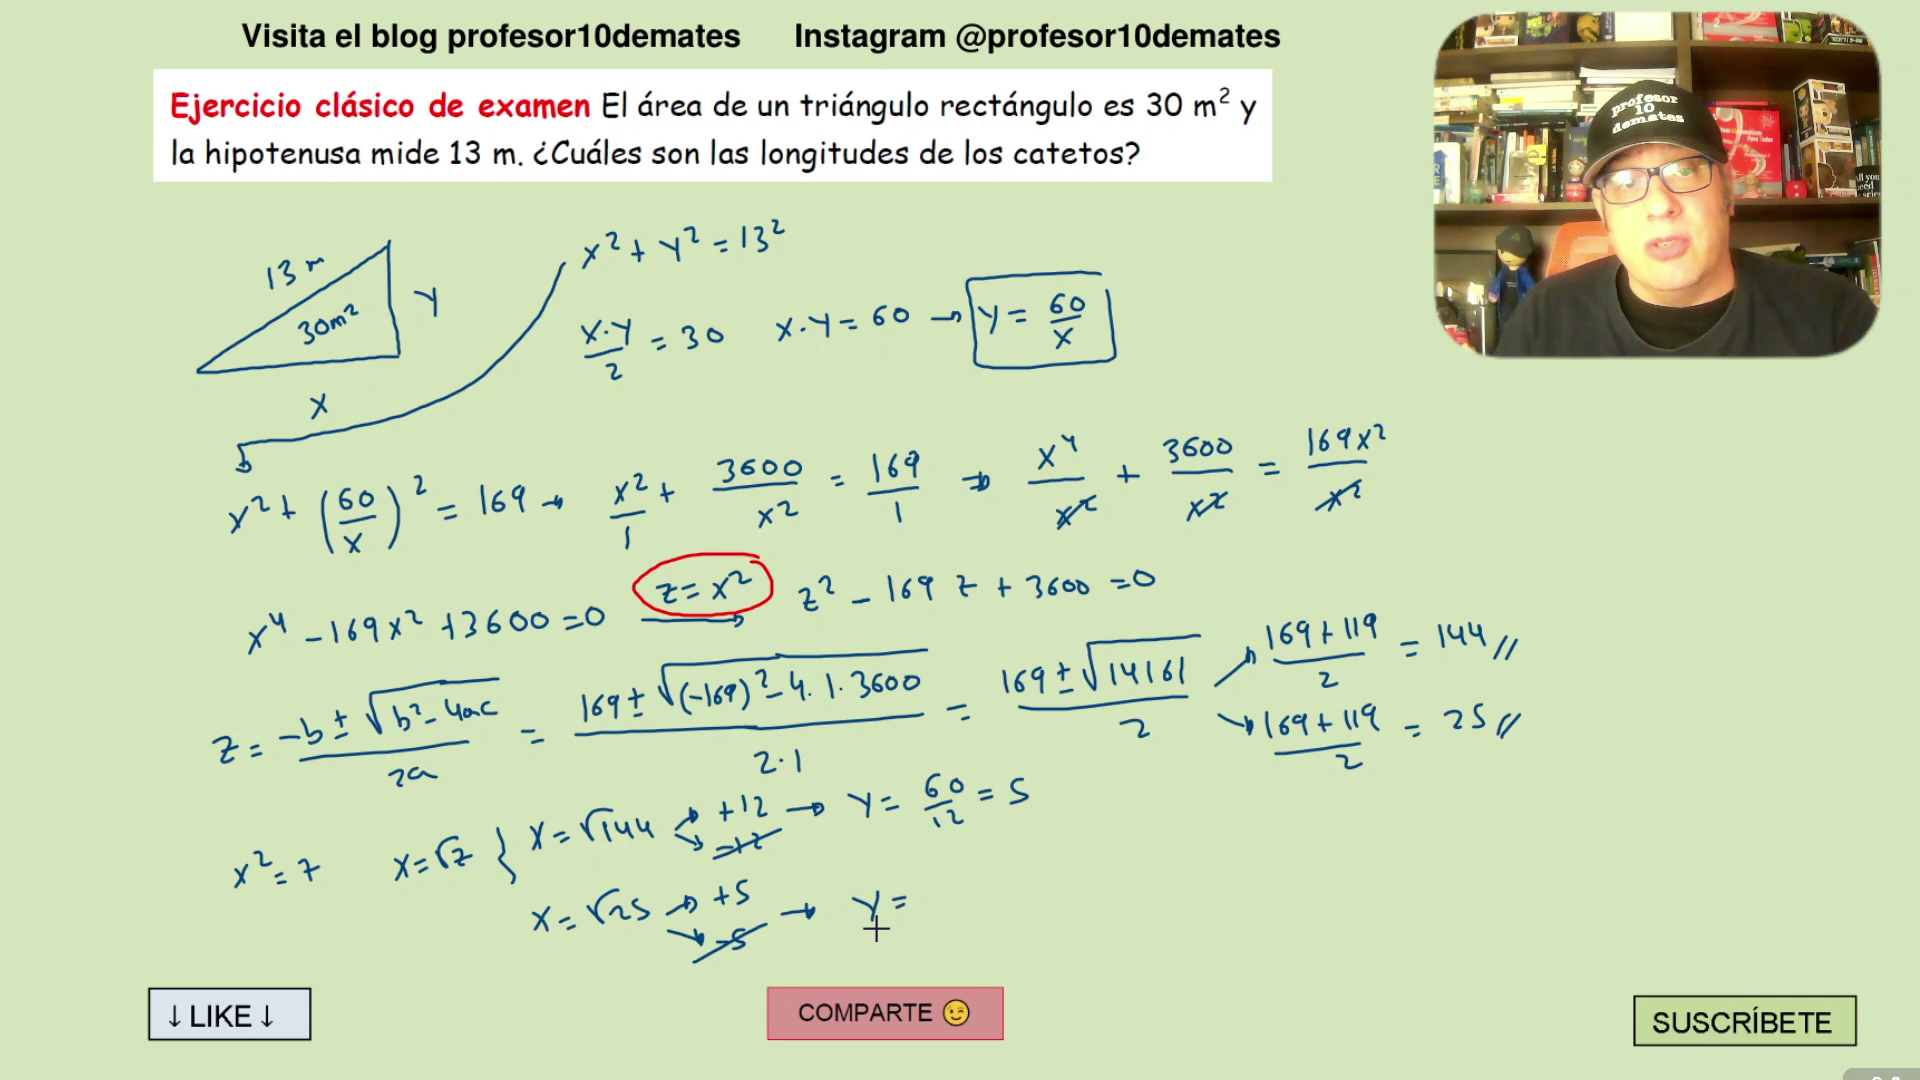 Visita el blog profesor10demates Instagram @profesor10demates
Ejercicio clásico de examen El área de un triángulo rectángulo es 30 m² y
la hipotenusa mide 13 m. ¿Cuáles son las longitudes de los catetos?
profesor
10
demates
13 m
30m²
y
x
x² + y² = 13²
x·y/2 = 30 x·y = 60 → y = 60/x
x² + (60/x)² = 169 → x²/1 + 3600/x² = 169/1 → x⁴/x² + 3600/x² = 169x²/x²
x⁴ - 169x² + 3600 = 0 z = x² z² - 169z + 3600 = 0
z = -b ± √b² - 4ac / 2a = 169 ± √(-169)² - 4·1·3600 / 2·1 = 169 ± √14161 / 2
169 + 119 / 2 = 144 //
169 + 119 / 2 = 25 //
x² = z x = √z { x = √144 → +12 → y = 60/12 = 5
-12
x = √25 → +5 → y =
-5
↓ LIKE ↓
COMPARTE 😉
SUSCRÍBETE